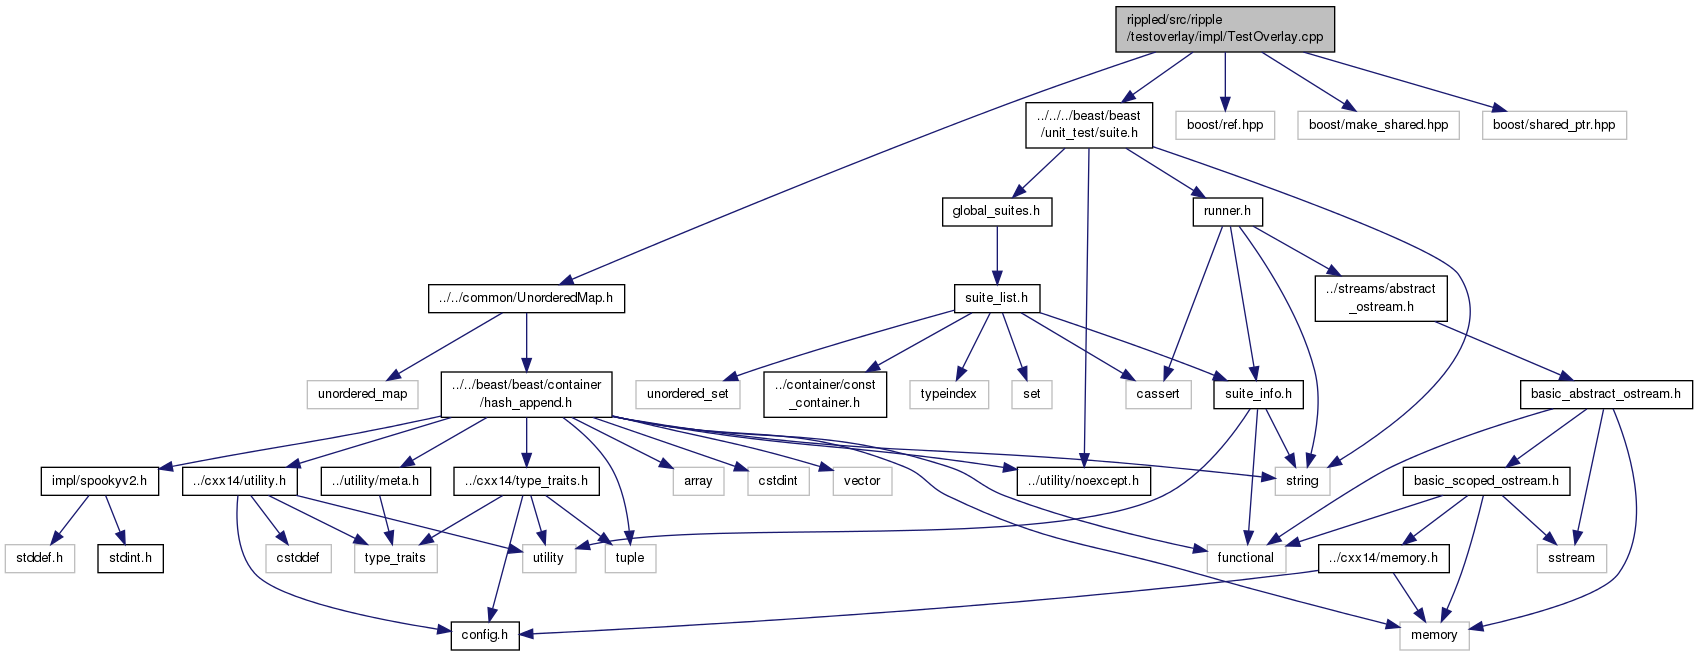 rippled/src/ripple
/testoverlay/impl/TestOverlay.cpp
../../../beast/beast
/unit_test/suite.h
boost/ref.hpp
boost/make_shared.hpp
boost/shared_ptr.hpp
global_suites.h
runner.h
../../common/UnorderedMap.h
suite_list.h
../streams/abstract
_ostream.h
unordered_map
../../beast/beast/container
/hash_append.h
unordered_set
../container/const
_container.h
typeindex
set
cassert
suite_info.h
basic_abstract_ostream.h
impl/spookyv2.h
../cxx14/utility.h
../utility/meta.h
../cxx14/type_traits.h
array
cstdint
vector
../utility/noexcept.h
string
basic_scoped_ostream.h
stddef.h
stdint.h
cstddef
type_traits
utility
tuple
functional
../cxx14/memory.h
sstream
config.h
memory